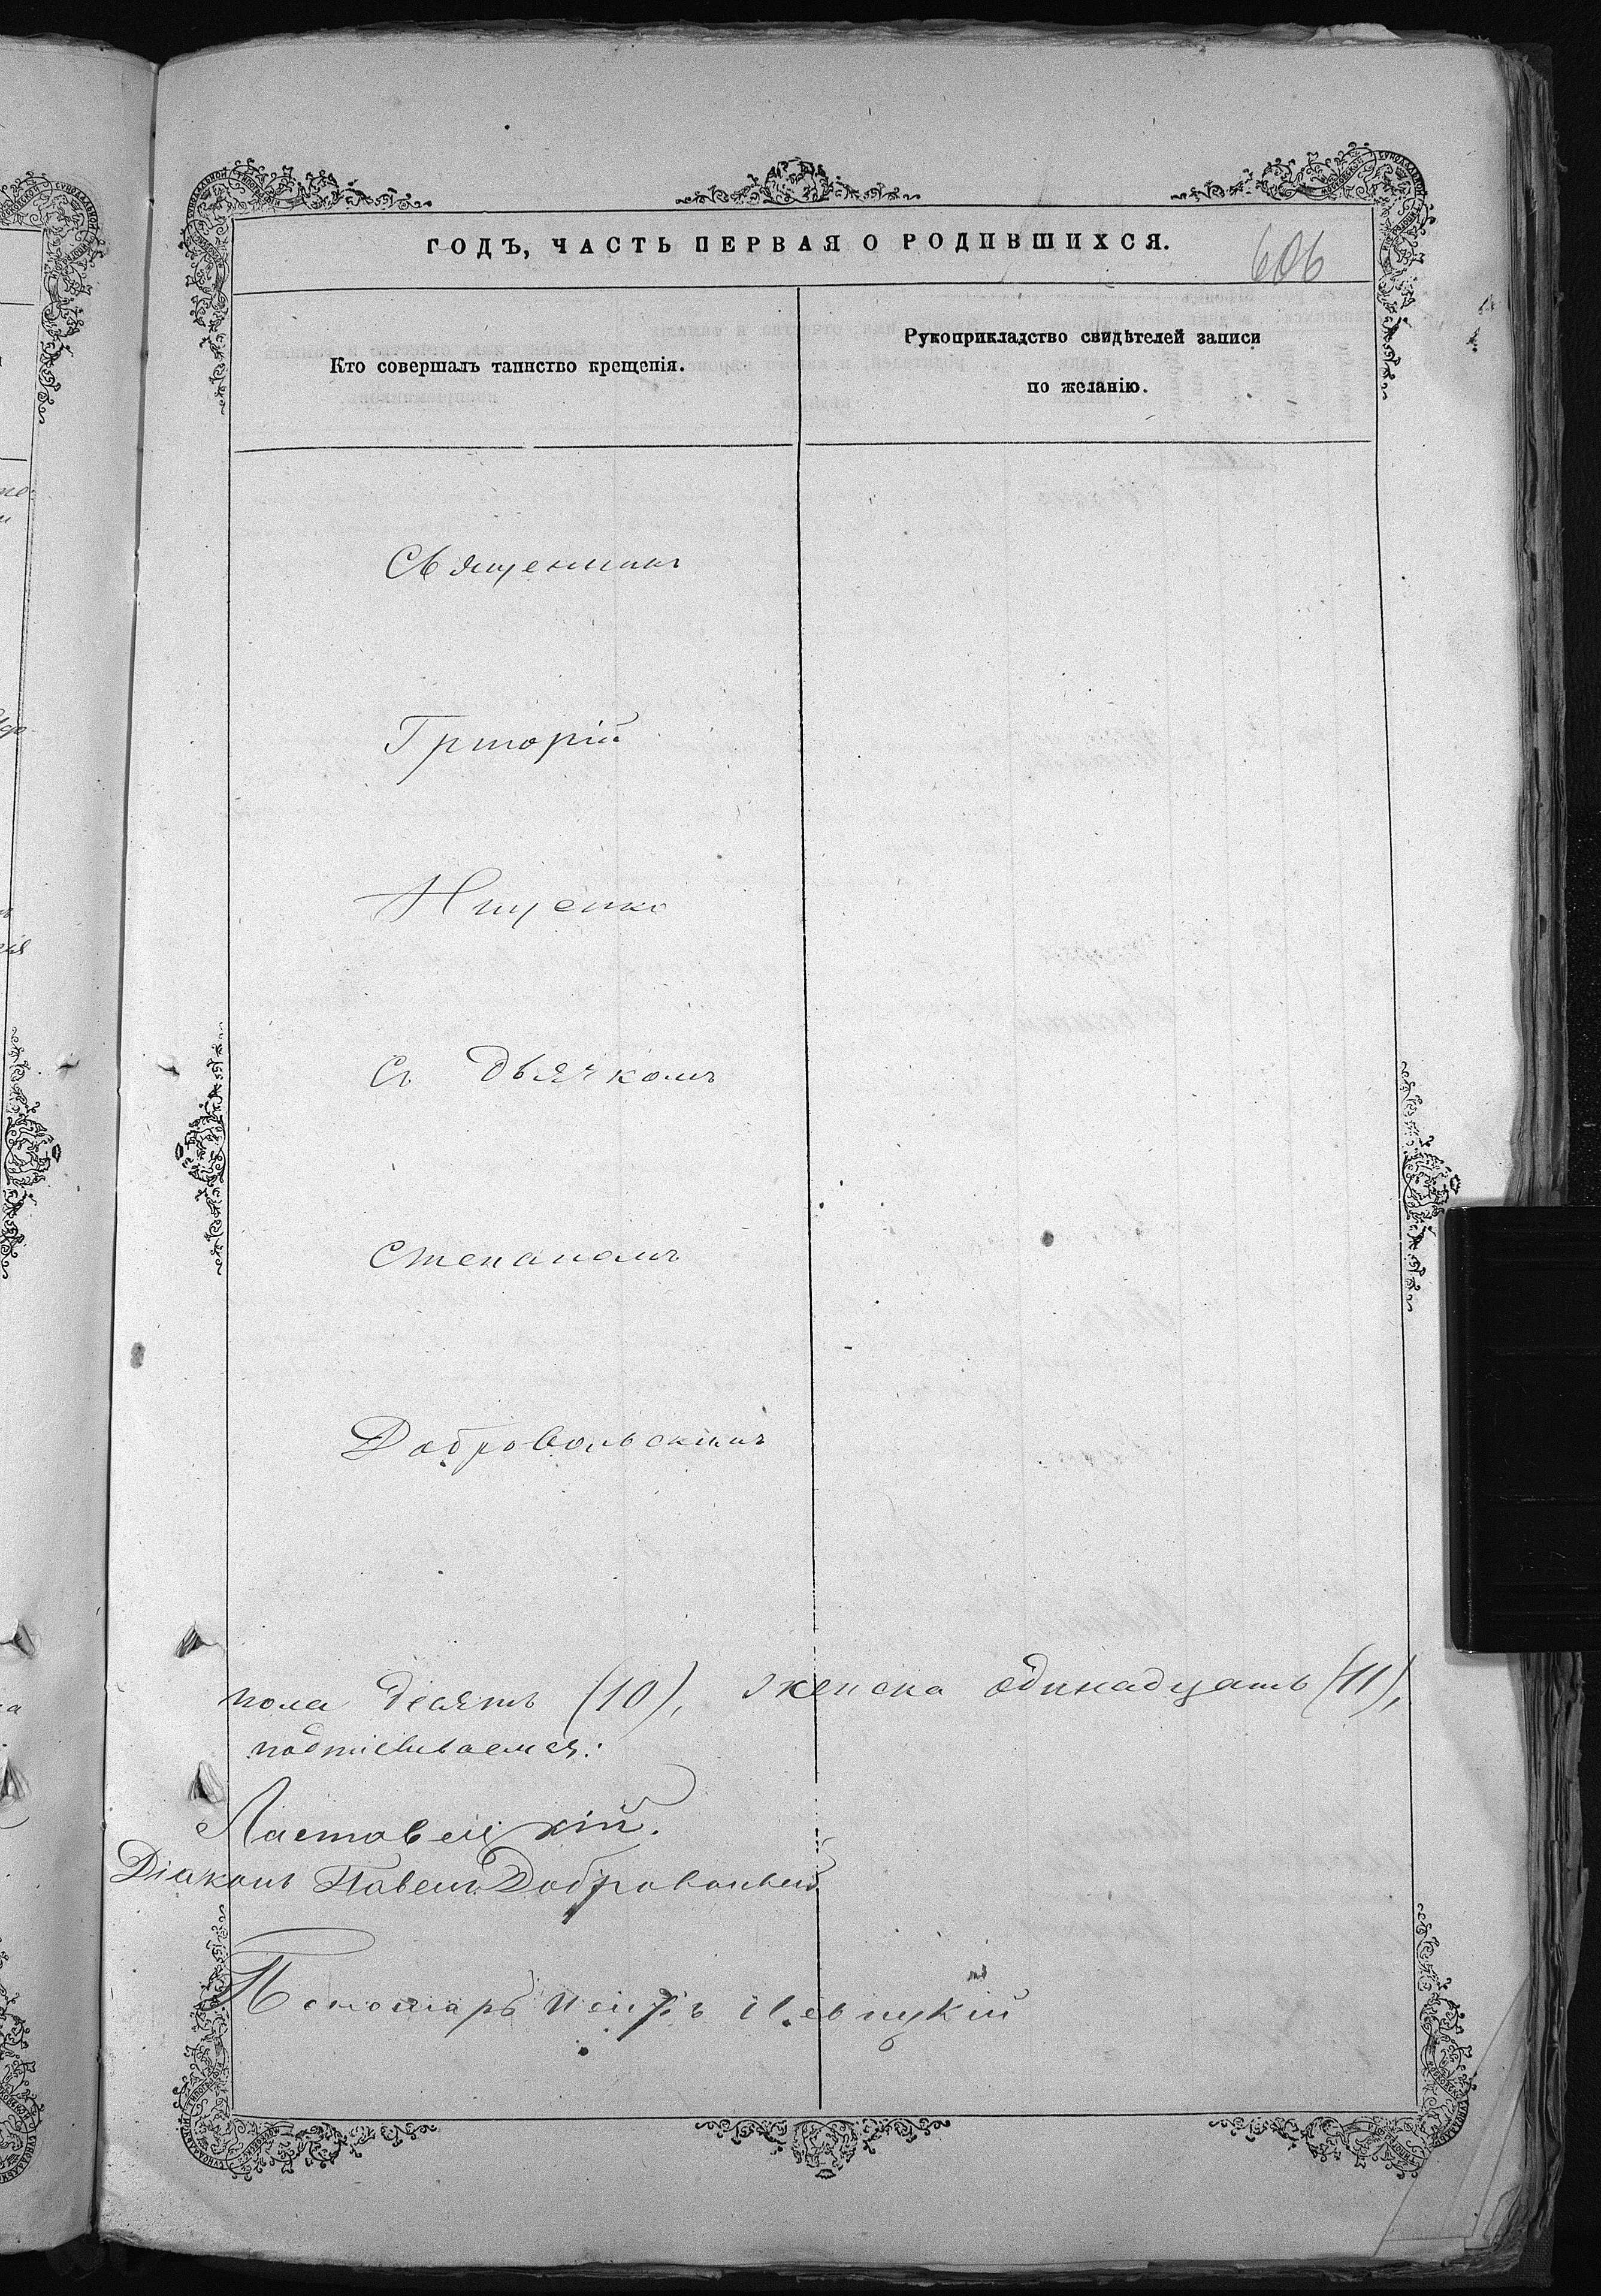 ГОДЪ, ЧАСТЬ ПЕРВАЯ О РОДИВШИХСЯ.
606
Кто совершалъ таинство крещенія.
Рукоприкладство свидѣтелей записи
по желанію.
Священникъ
Григорій
Ищенко
Съ Дьячкомъ
Степаномъ
Добровольскимъ
пола десять (10), женска одинадцать (11),
подписываемся:
Ластовецкій.
Діаконъ Павелъ Добровольскій
Пономарь Петръ Левицкій